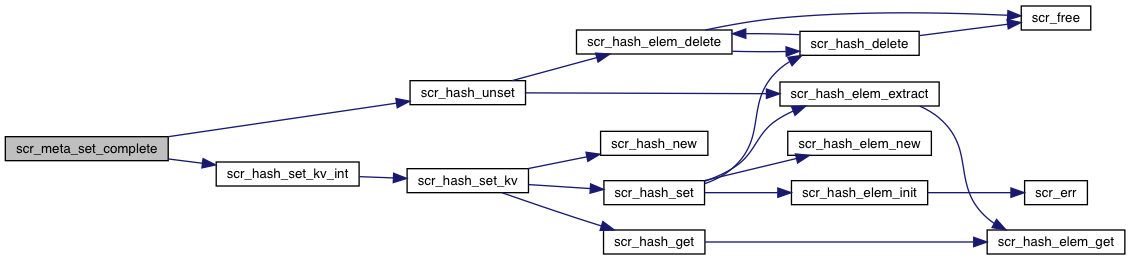 scr_free
scr_hash_elem_delete
scr_hash_delete
scr_hash_unset
scr_hash_elem_extract
scr_meta_set_complete
scr_hash_new
scr_hash_elem_new
scr_hash_set_kv_int
scr_hash_set_kv
scr_hash_set
scr_hash_elem_init
scr_err
scr_hash_get
scr_hash_elem_get